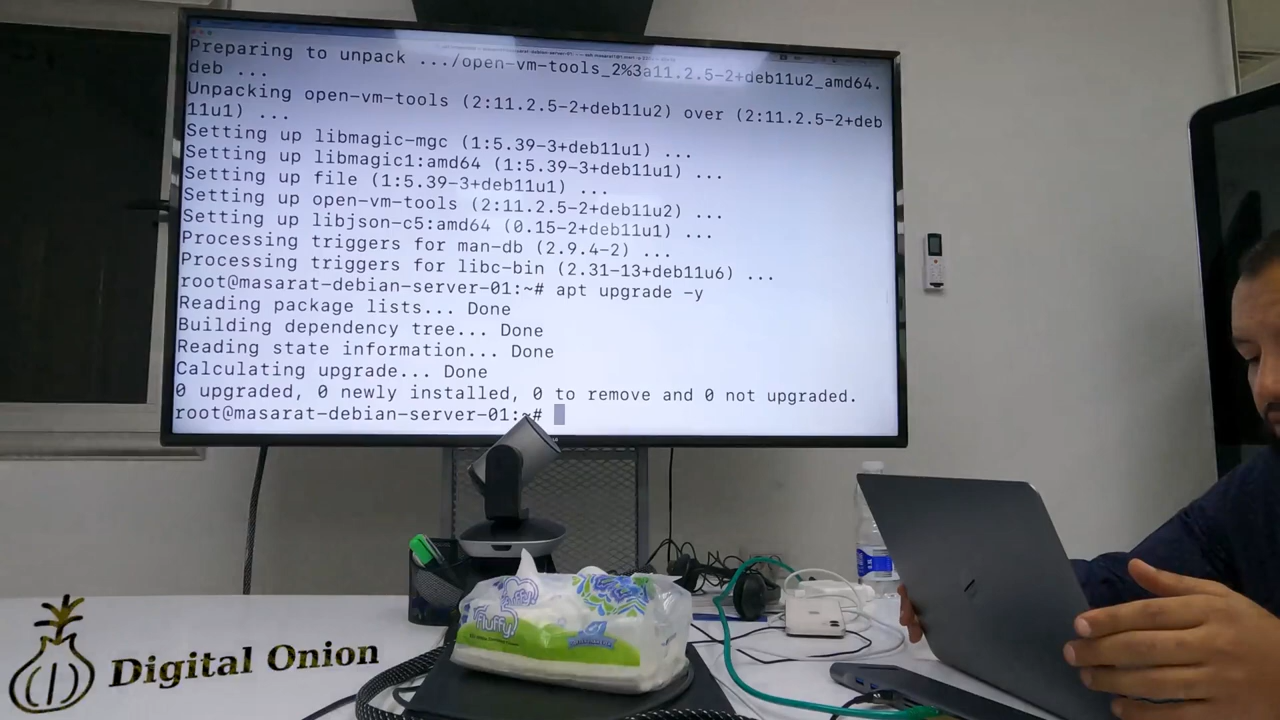 Preparing to unpack .../open-vm-tools_2%3a11.2.5-2+deb11u2_amd64.
deb ...
Unpacking open-vm-tools (2:11.2.5-2+deb11u2) over (2:11.2.5-2+deb
11u1) ...
Setting up libmagic-mgc (1:5.39-3+deb11u1) ...
Setting up libmagic1:amd64 (1:5.39-3+deb11u1) ...
Setting up file (1:5.39-3+deb11u1) ...
Setting up open-vm-tools (2:11.2.5-2+deb11u2) ...
Setting up libjson-c5:amd64 (0.15-2+deb11u1) ...
Processing triggers for man-db (2.9.4-2) ...
Processing triggers for libc-bin (2.31-13+deb11u6) ...
root@masarat-debian-server-01:~# apt upgrade -y
Reading package lists... Done
Building dependency tree... Done
Reading state information... Done
Calculating upgrade... Done
0 upgraded, 0 newly installed, 0 to remove and 0 not upgraded.
root@masarat-debian-server-01:~#
Fluffy!
Digital Onion